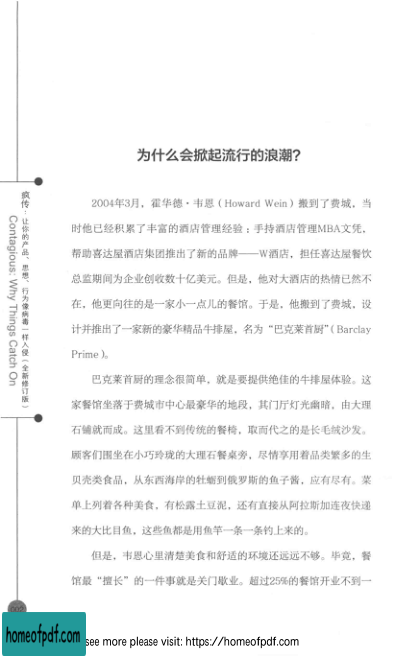 为什么会掀起流行的浪潮?
2004年3月，霍华德·韦恩（Howard Wein）搬到了费城，当
时他已经积累了丰富的酒店管理经验；手持酒店管理MBA文凭，
帮助喜达屋酒店集团推出了新的品牌——W酒店，担任喜达屋餐饮
总监期间为企业创收数十亿美元。但是，他对大酒店的热情已然不
在，他更向往的是一家小一点儿的餐馆。于是，他搬到了费城，设
计并推出了一家新的豪华精品牛排屋，名为“巴克莱首厨”（Barclay
Prime）。
巴克莱首厨的理念很简单，就是要提供绝佳的牛排屋体验。这
家餐馆坐落于费城市中心最豪华的地段，其门厅灯光幽暗，由大理
石铺就而成。这里看不到传统的餐椅，取而代之的是长毛绒沙发。
顾客们围坐在小巧玲珑的大理石餐桌旁，尽情享用着品类繁多的生
贝壳类食品，从东西海岸的牡蛎到俄罗斯的鱼子酱，应有尽有。菜
单上列着各种美食，有松露土豆泥，还有直接从阿拉斯加连夜快递
来的大比目鱼，这些鱼都是用鱼竿一条一条钓上来的。
但是，韦恩心里清楚美食和舒适的环境还远远不够。毕竟，餐
馆最“擅长”的一件事就是关门歇业。超过25%的餐馆开业不到一
疯传：让你的产品、思想、行为像病毒一样入侵（全新修订版）
Contagious: Why Things Catch On
002
homeofpdf.com
see more please visit: https://homeofpdf.com